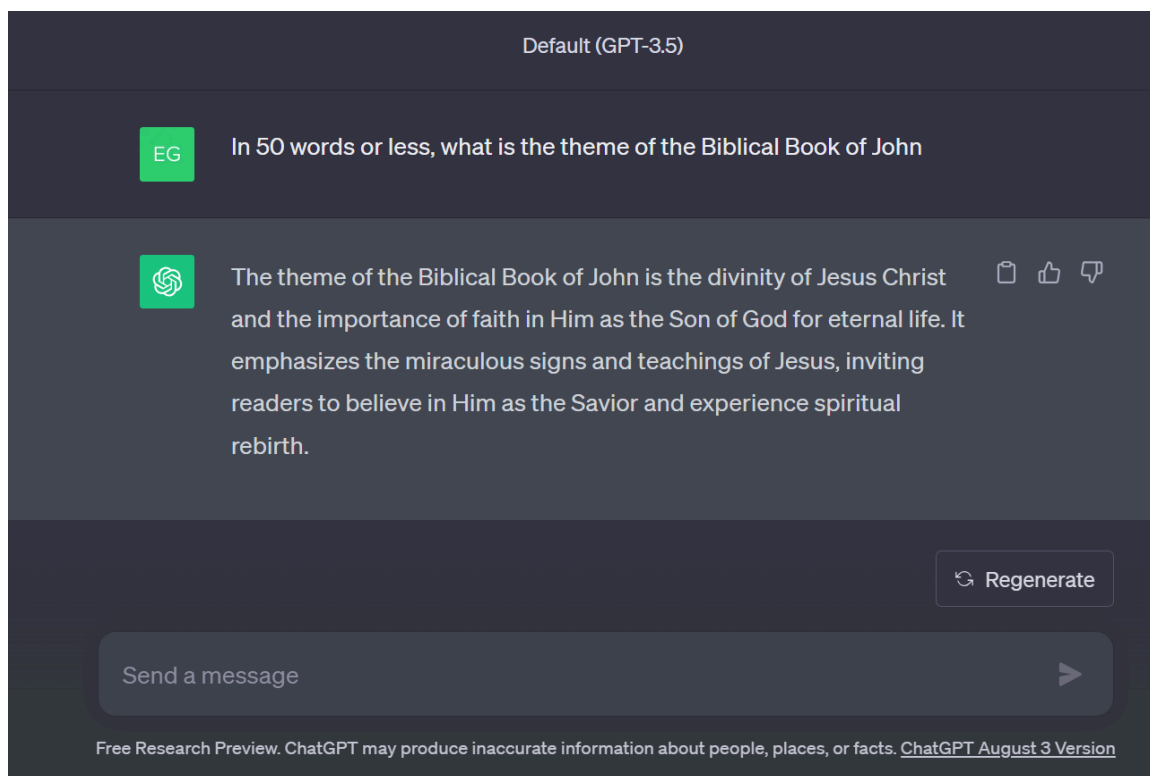 Default (GPT-3.5)
EG
In 50 words or less, what is the theme of the Biblical Book of John
The theme of the Biblical Book of John is the divinity of Jesus Christ
and the importance of faith in Him as the Son of God for eternal life. It
emphasizes the miraculous signs and teachings of Jesus, inviting
readers to believe in Him as the Savior and experience spiritual
rebirth.
Regenerate
Send a message
Free Research Preview. ChatGPT may produce inaccurate information about people, places, or facts. ChatGPT August 3 Version